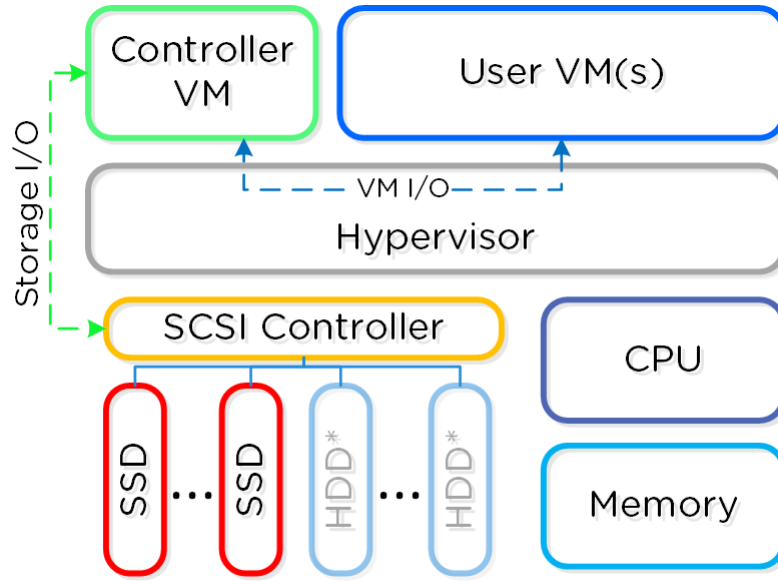 Controller
VM
User VM(s)
Storage I/O
VM I/O
Hypervisor
SCSI Controller
CPU
SSD
...
SSD
HDD*
...
HDD*
Memory